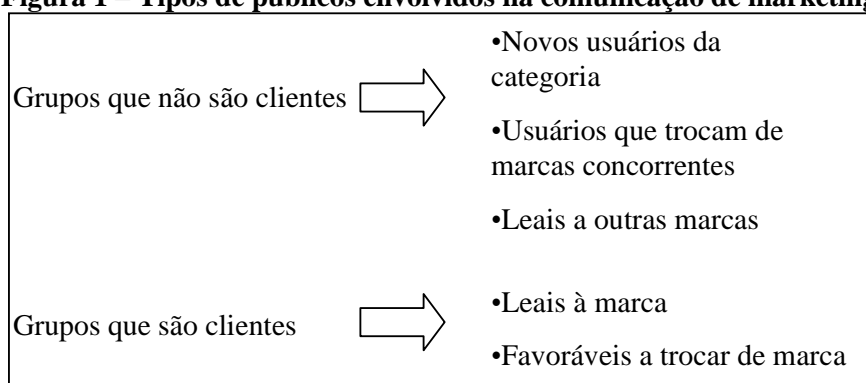 Figura 1 – Tipos de públicos envolvidos na comunicação de marketing
Grupos que não são clientes
•Novos usuários da
categoria
•Usuários que trocam de
marcas concorrentes
•Leais a outras marcas
Grupos que são clientes
•Leais à marca
•Favoráveis a trocar de marca